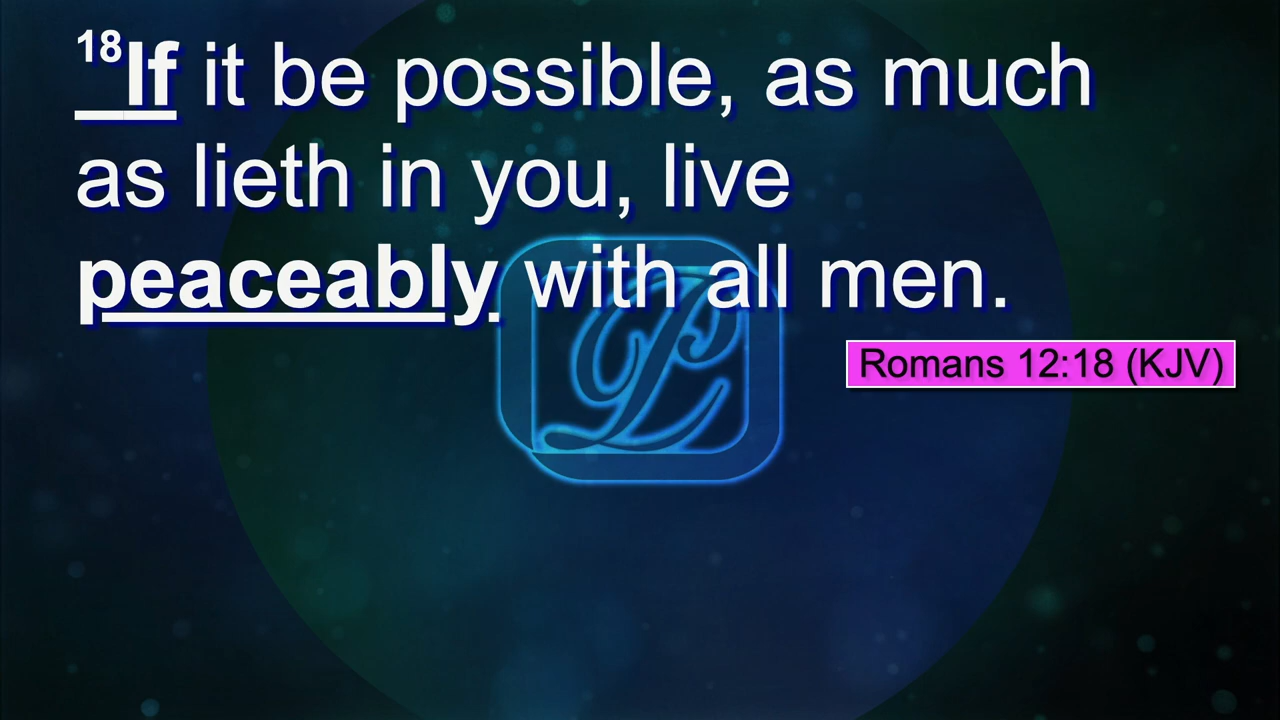 18If it be possible, as much
as lieth in you, live
peaceably with all men.
Romans 12:18 (KJV)